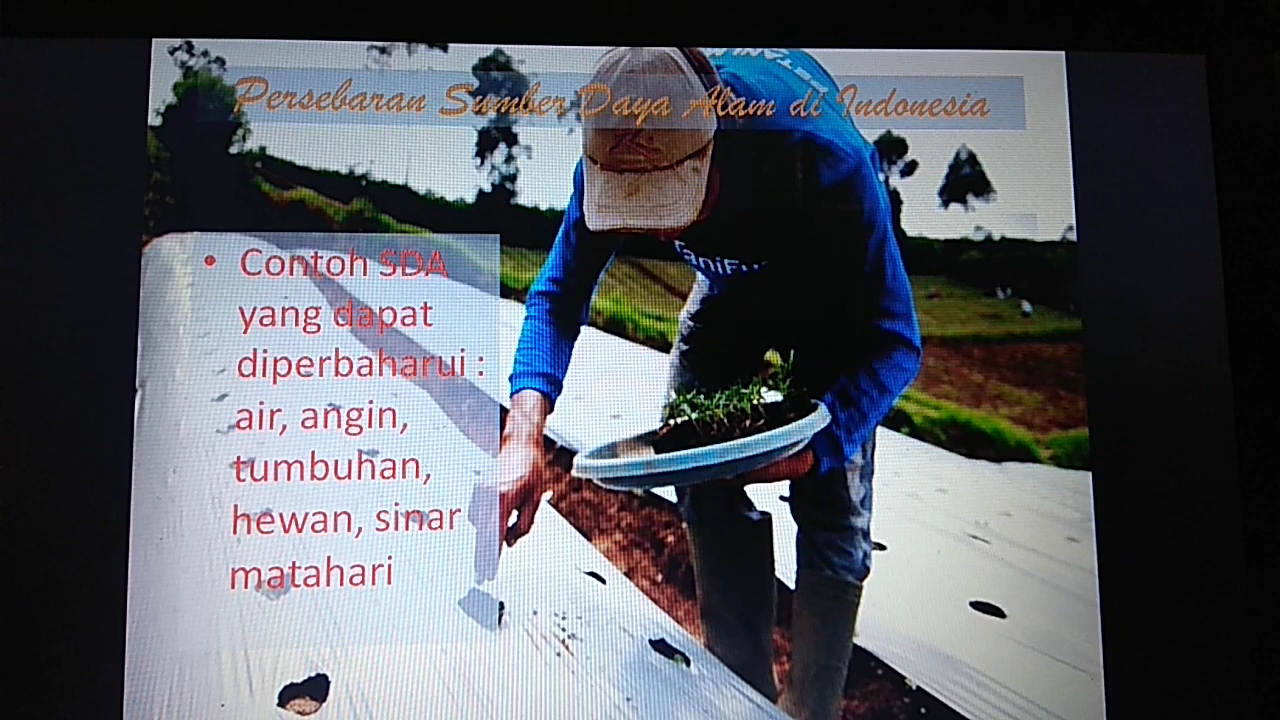 Persebaran Sumber Daya Alam di Indonesia
• Contoh SDA
yang dapat
diperbaharui :
air, angin,
tumbuhan,
hewan, sinar
matahari